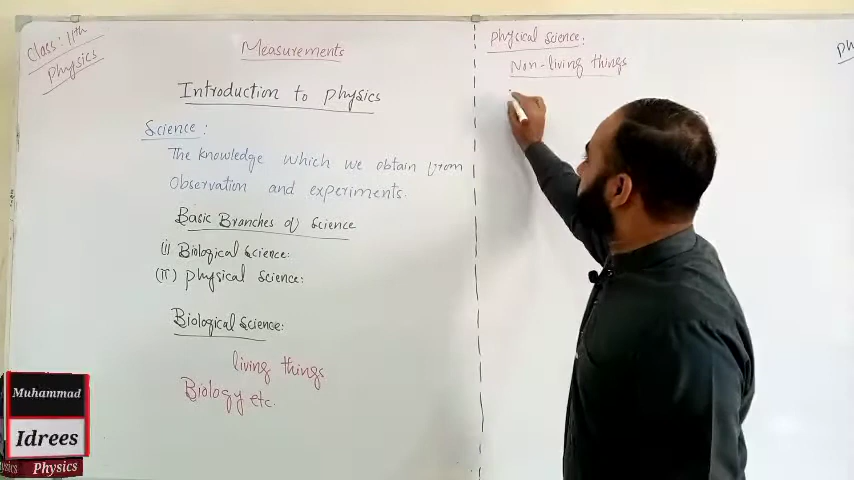 Class: 11th
Physics
Measurements
Introduction to physics
Science:
The knowledge which we obtain from
Observation and experiments.
Basic Branches of Science
(i) Biological Science:
(ii) physical Science:
Biological Science:
living things
Biology etc.
physical Science:
Non-living things
Ph
Muhammad
Idrees
Physics